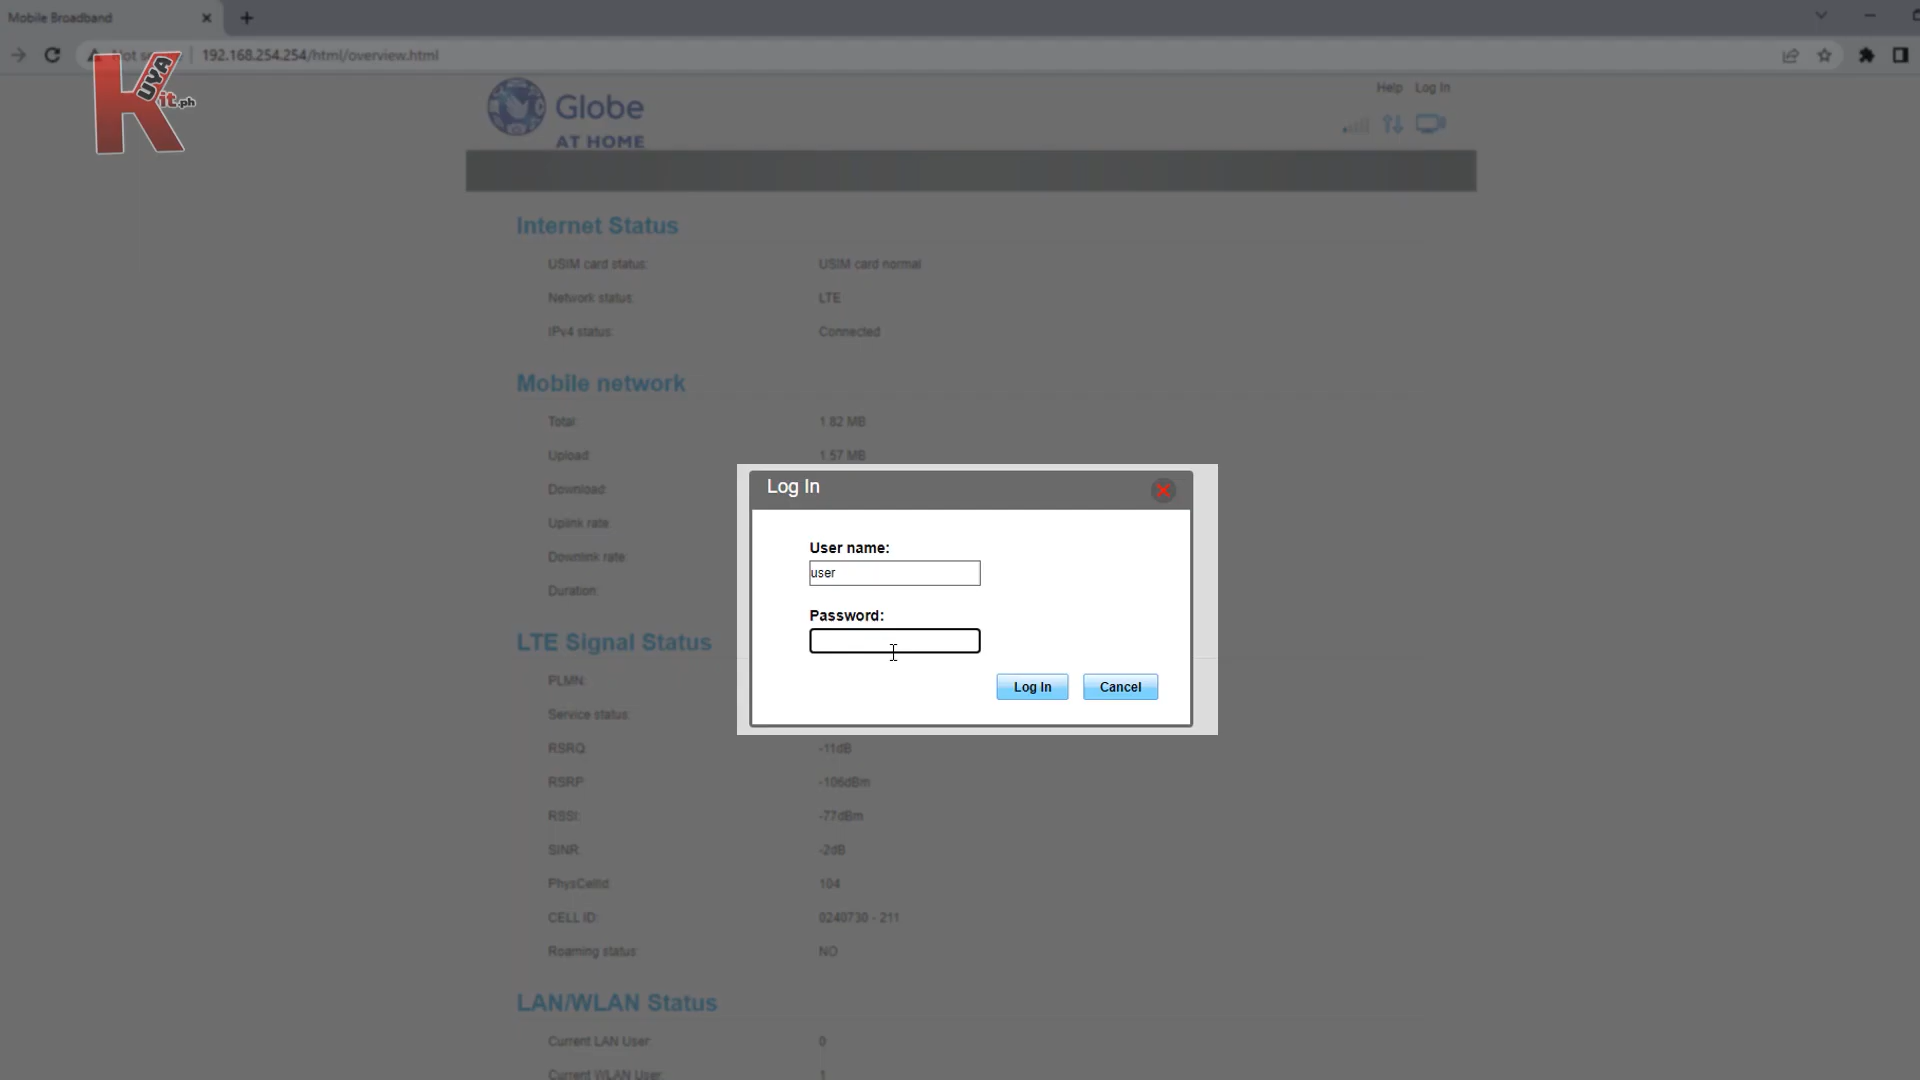 Mobile Broadband
192.168.254.254/html/overview.html
Kuya
it.ph
Globe
AT HOME
Help Log In
Internet Status
USIM card status: USIM card normal
Network status: LTE
IPv4 status: Connected
Mobile network
Total: 1.82 MB
Upload: 1.57 MB
Download:
Uplink rate:
Downlink rate:
Duration:
Log In
User name:
user
Password:
Log In Cancel
LTE Signal Status
PLMN:
Service status:
RSRQ: -11dB
RSRP: -106dBm
RSSI: -77dBm
SINR: -2dB
PhysCellId: 104
CELL ID: 0240730 - 211
Roaming status: NO
LAN/WLAN Status
Current LAN User: 0
Current WLAN User: 1